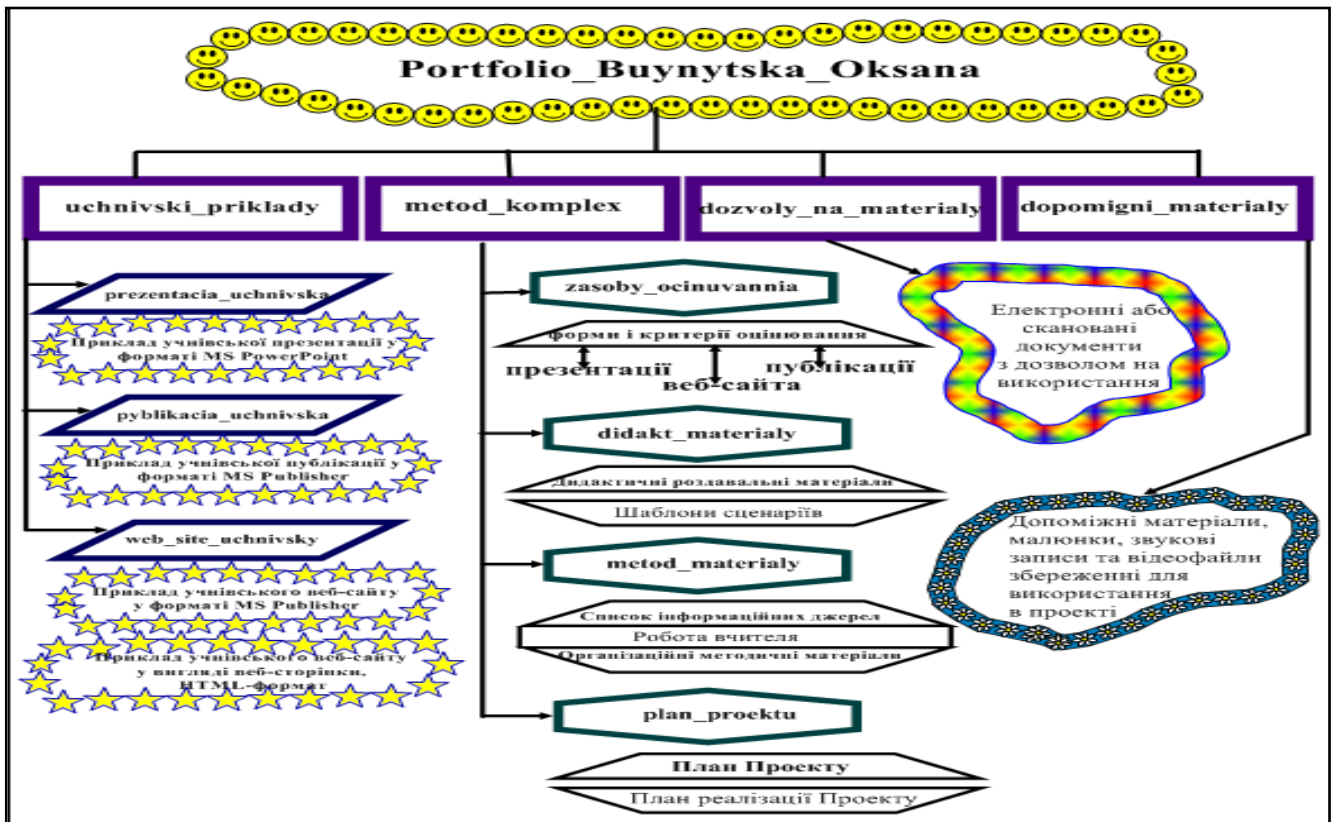 Portfolio_Buynytska_Oksana
uchnivski_priklady
metod_komplex
dozvoly_na_materialy
dopomigni_materialy
prezentacia_uchnivska
Приклад учнівської презентації у
форматі MS PowerPoint
pyblikacia_uchnivska
Приклад учнівської публікації у
форматі MS Publisher
web_site_uchnivsky
Приклад учнівського веб-сайту
у форматі MS Publisher
Приклад учнівського веб-сайту
у вигляді веб-сторінки,
HTML-формат
zasoby_ocinuvannia
форми і критерії оцінювання
презентації
веб-сайта
публікації
didakt_materialy
Дидактичні роздавальні матеріали
Шаблони сценаріїв
metod_materialy
Список інформаційних джерел
Робота вчителя
Організаційні методичні матеріали
plan_proektu
План Проекту
План реалізації Проекту
Електронні або
скановані
документи
з дозволом на
використання
Допоміжні матеріали,
малюнки, звукові
записи та відеофайли
збереженні для
використання
в проекті